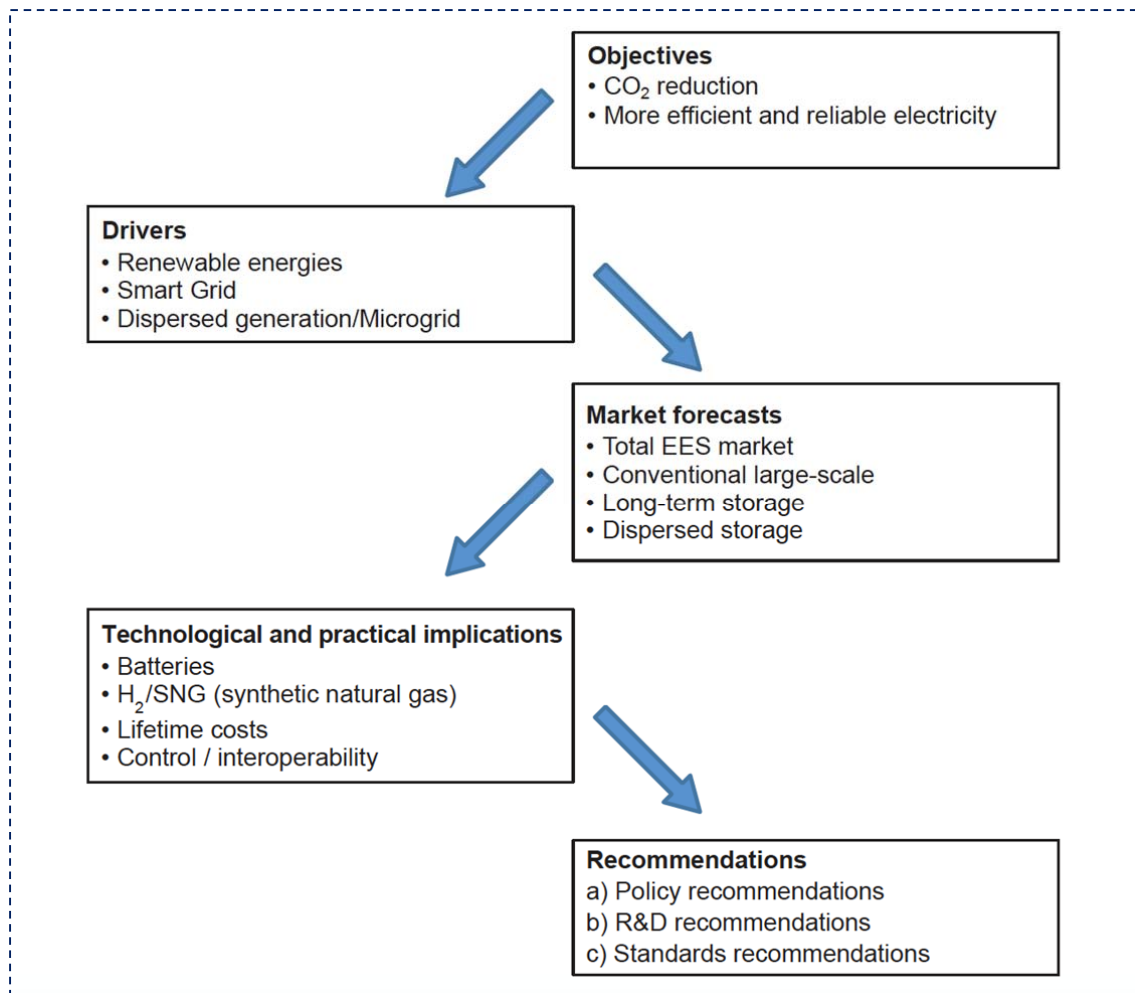 Objectives
• CO₂ reduction
• More efficient and reliable electricity
Drivers
• Renewable energies
• Smart Grid
• Dispersed generation/Microgrid
Market forecasts
• Total EES market
• Conventional large-scale
• Long-term storage
• Dispersed storage
Technological and practical implications
• Batteries
• H₂/SNG (synthetic natural gas)
• Lifetime costs
• Control / interoperability
Recommendations
a) Policy recommendations
b) R&D recommendations
c) Standards recommendations